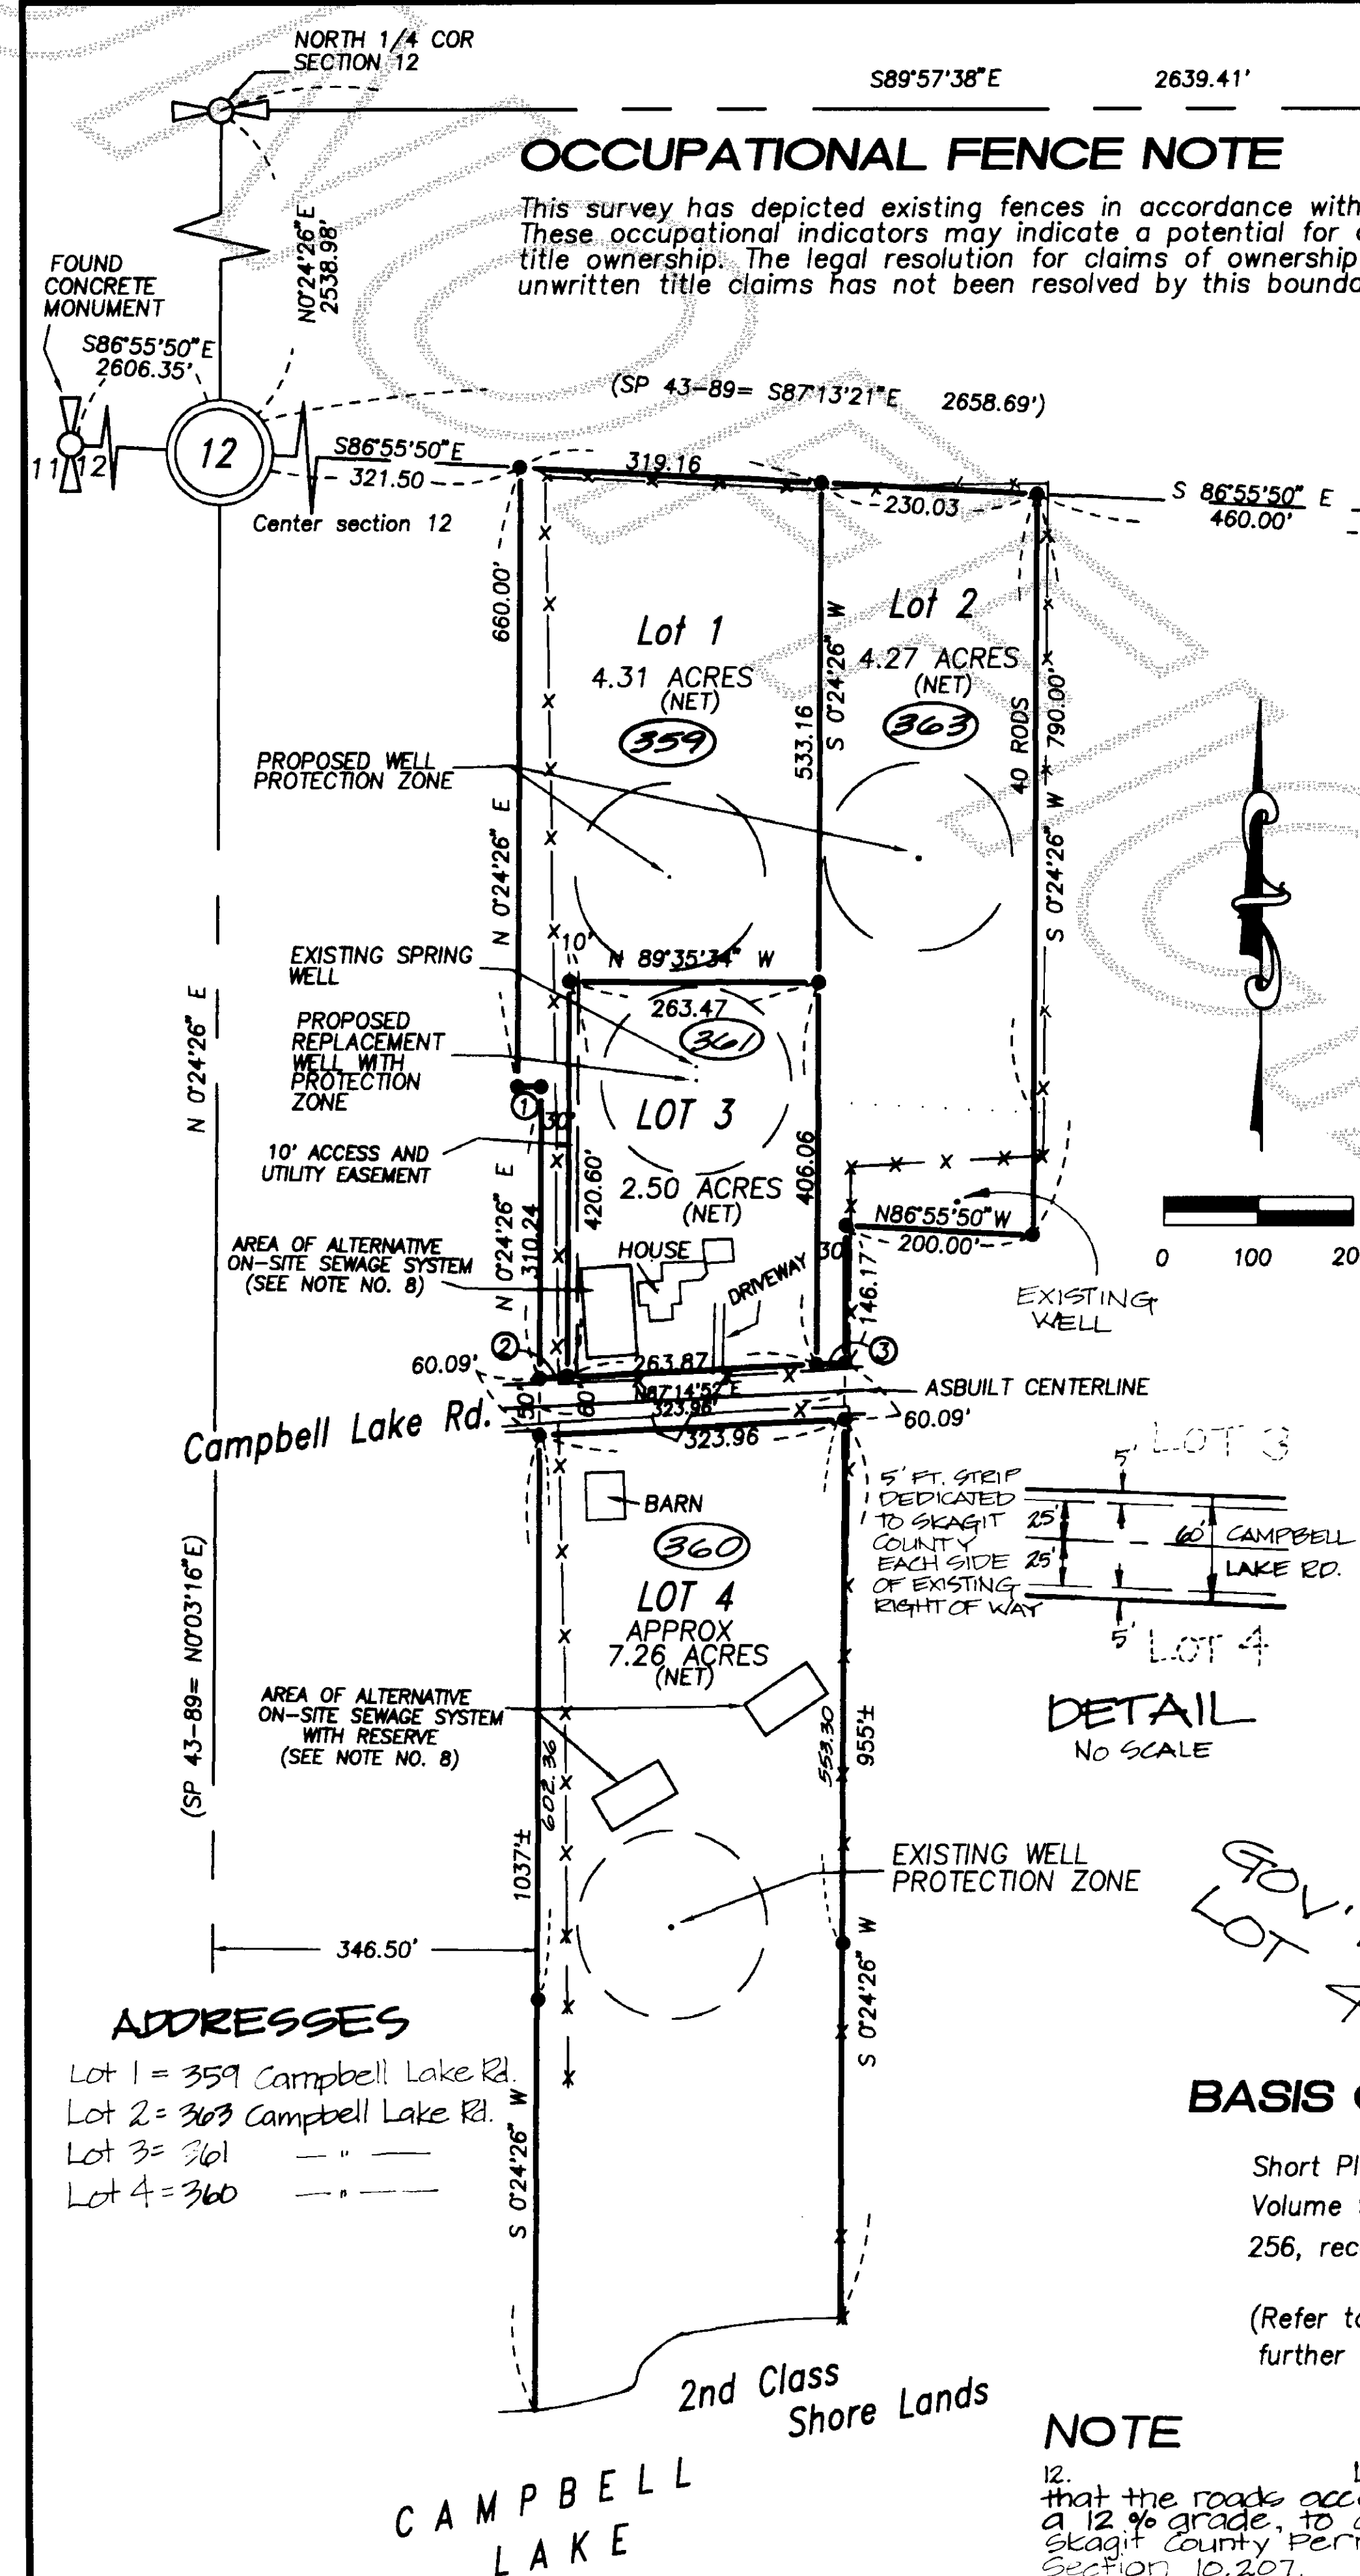 NORTH 1/4 COR
SECTION 12
S89°57'38"E 2639.41'
OCCUPATIONAL FENCE NOTE
This survey has depicted existing fences in accordance with
These occupational indicators may indicate a potential for
title ownership. The legal resolution for claims of ownership
unwritten title claims has not been resolved by this bounda
N0°24'26"E
2538.98'
FOUND
CONCRETE
MONUMENT
S86°55'50"E
2606.35'
(SP 43-89= S87°13'21"E 2658.69')
11 12
12
S86°55'50"E
321.50
Center section 12
319.16
230.03
S 86°55'50" E
460.00'
660.00'
N 0°24'26" E
Lot 1
4.31 ACRES
(NET)
359
533.16
S 0°24'26" W
Lot 2
4.27 ACRES
(NET)
363
40 RODS
790.00'
S 0°24'26" W
PROPOSED WELL
PROTECTION ZONE
10'
N 89°35'34" W
263.47
361
EXISTING SPRING
WELL
PROPOSED
REPLACEMENT
WELL WITH
PROTECTION
ZONE
N 0°24'26" E
1
30'
LOT 3
2.50 ACRES
(NET)
10' ACCESS AND
UTILITY EASEMENT
N 0°24'26" E
310.24
420.60'
406.06
AREA OF ALTERNATIVE
ON-SITE SEWAGE SYSTEM
(SEE NOTE NO. 8)
HOUSE
DRIVEWAY
30'
N86°55'50"W
200.00'
146.17'
EXISTING
WELL
0 100 20
2
3
60.09'
263.87
N87°14'52"E
323.96'
50'
60'
ASBUILT CENTERLINE
60.09'
Campbell Lake Rd.
323.96
BARN
360
LOT 4
APPROX
7.26 ACRES
(NET)
5' FT. STRIP
DEDICATED
TO SKAGIT
COUNTY
EACH SIDE
OF EXISTING
RIGHT OF WAY
5' LOT 3
25'
25'
60' CAMPBELL
LAKE RD.
5' LOT 4
DETAIL
NO SCALE
(SP 43-89= N0°03'16"E)
AREA OF ALTERNATIVE
ON-SITE SEWAGE SYSTEM
WITH RESERVE
(SEE NOTE NO. 8)
602.36
1037'±
553.30
955'±
EXISTING WELL
PROTECTION ZONE
GOV.
LOT
346.50'
S 0°24'26" W
S 0°24'26" W
ADDRESSES
Lot 1 = 359 Campbell Lake Rd.
Lot 2= 363 Campbell Lake Rd.
Lot 3= 361 — " —
Lot 4= 360 — " —
BASIS
Short Pl
Volume
256, rec
(Refer to
further
2nd Class
Shore Lands
CAMPBELL
LAKE
NOTE
12.
that the roads acc
a 12 % grade, to
Skagit County Per
Section 10.207.